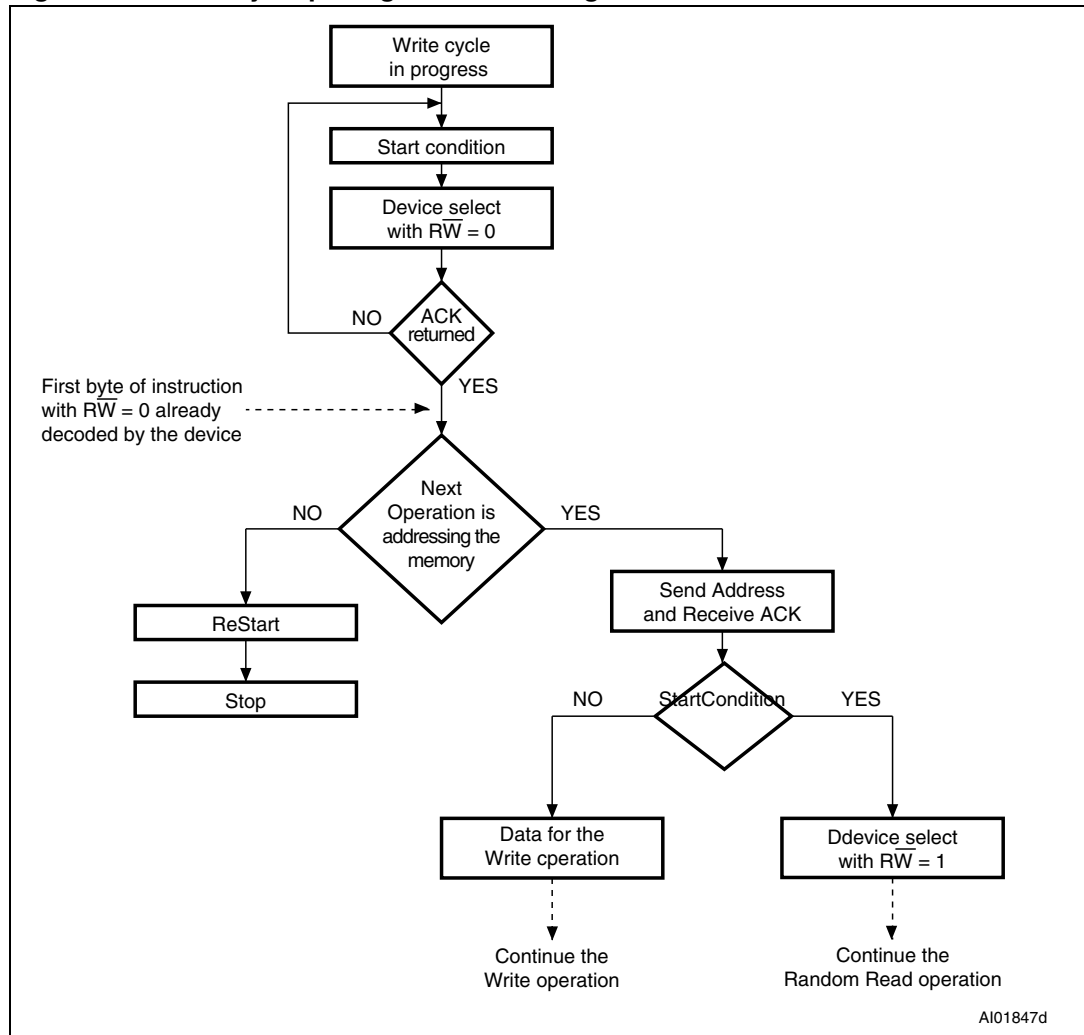 Write cycle
in progress
Start condition
Device select
with RW̅ = 0
NO
ACK
returned
YES
First byte of instruction
with RW̅ = 0 already
decoded by the device
NO
Next
Operation is
addressing the
memory
YES
Send Address
and Receive ACK
ReStart
Stop
NO
StartCondition
YES
Data for the
Write cperation
Ddevice select
with RW̅ = 1
Continue the
Write operation
Continue the
Random Read operation
AI01847d